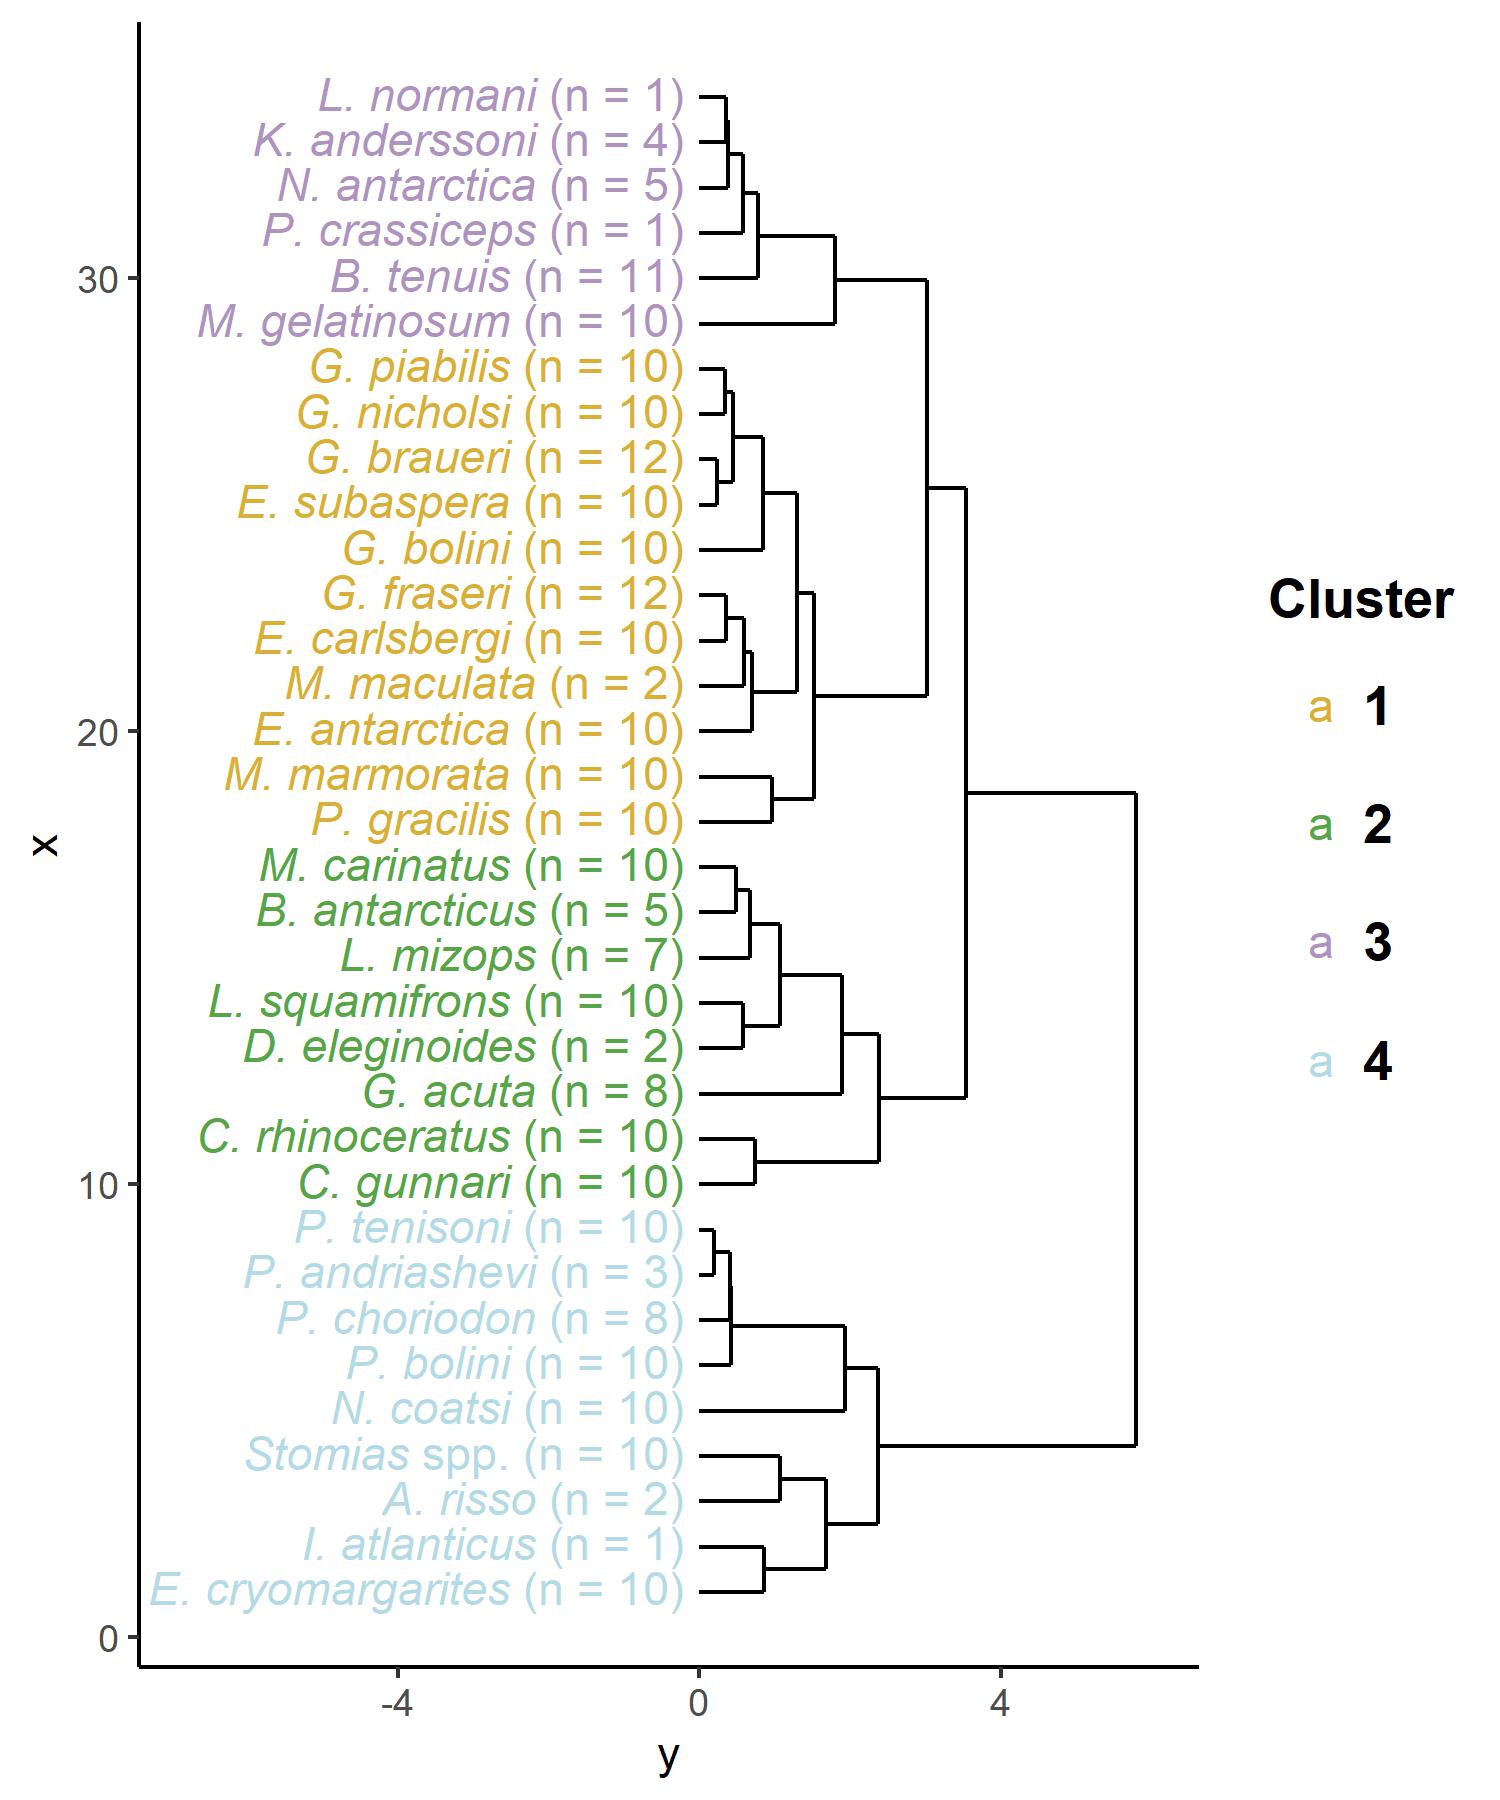 L. normani (n = 1)
K. anderssoni (n = 4)
N. antarctica (n = 5)
P. crassiceps (n = 1)
30
B. tenuis (n = 11)
M. gelatinosum (n = 10)
G. piabilis (n = 10)
G. nicholsi (n = 10)
G. braueri (n = 12)
E. subaspera (n = 10)
G. bolini (n = 10)
G. fraseri (n = 12)
E. carlsbergi (n = 10)
M. maculata (n = 2)
20
E. antarctica (n = 10)
M. marmorata (n = 10)
P. gracilis (n = 10)
x
M. carinatus (n = 10)
B. antarcticus (n = 5)
L. mizops (n = 7)
L. squamifrons (n = 10)
D. eleginoides (n = 2)
G. acuta (n = 8)
C. rhinoceratus (n = 10)
10
C. gunnari (n = 10)
P. tenisoni (n = 10)
P. andriashevi (n = 3)
P. choriodon (n = 8)
P. bolini (n = 10)
N. coatsi (n = 10)
Stomias spp. (n = 10)
A. risso (n = 2)
I. atlanticus (n = 1)
E. cryomargarites (n = 10)
0
-4 0 4
y
Cluster
a 1
a 2
a 3
a 4